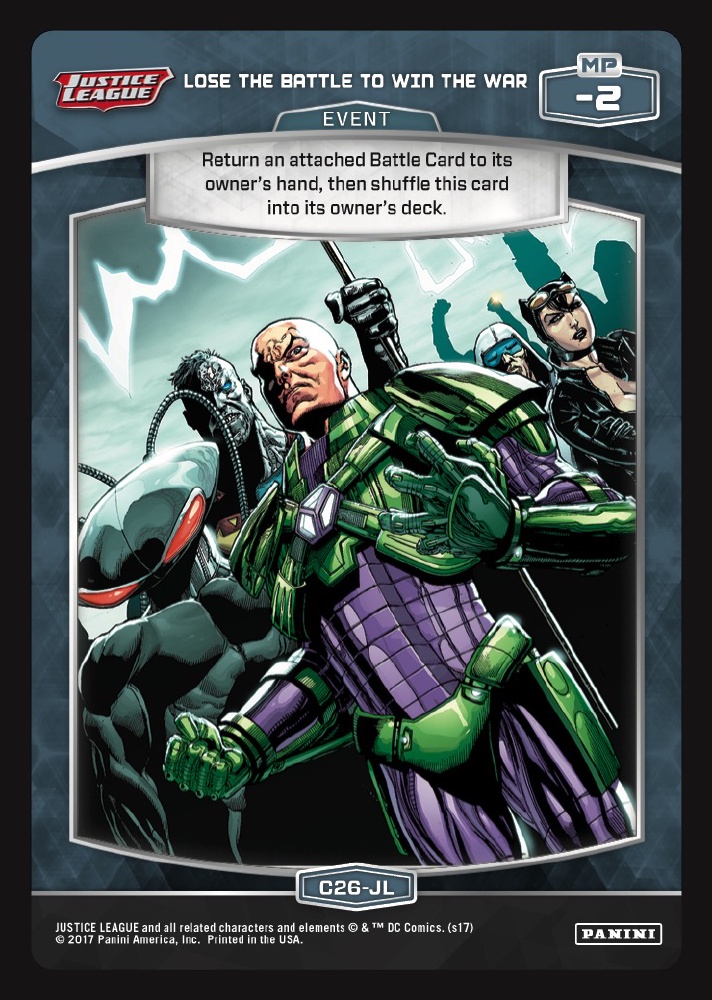 JUSTICE
LEAGUE
LOSE THE BATTLE TO WIN THE WAR
MP
-2
EVENT
Return an attached Battle Card to its
owner's hand, then shuffle this card
into its owner's deck.
C26-JL
JUSTICE LEAGUE and all related characters and elements © & ™ DC Comics. (s17)
© 2017 Panini America, Inc. Printed in the USA.
PANINI